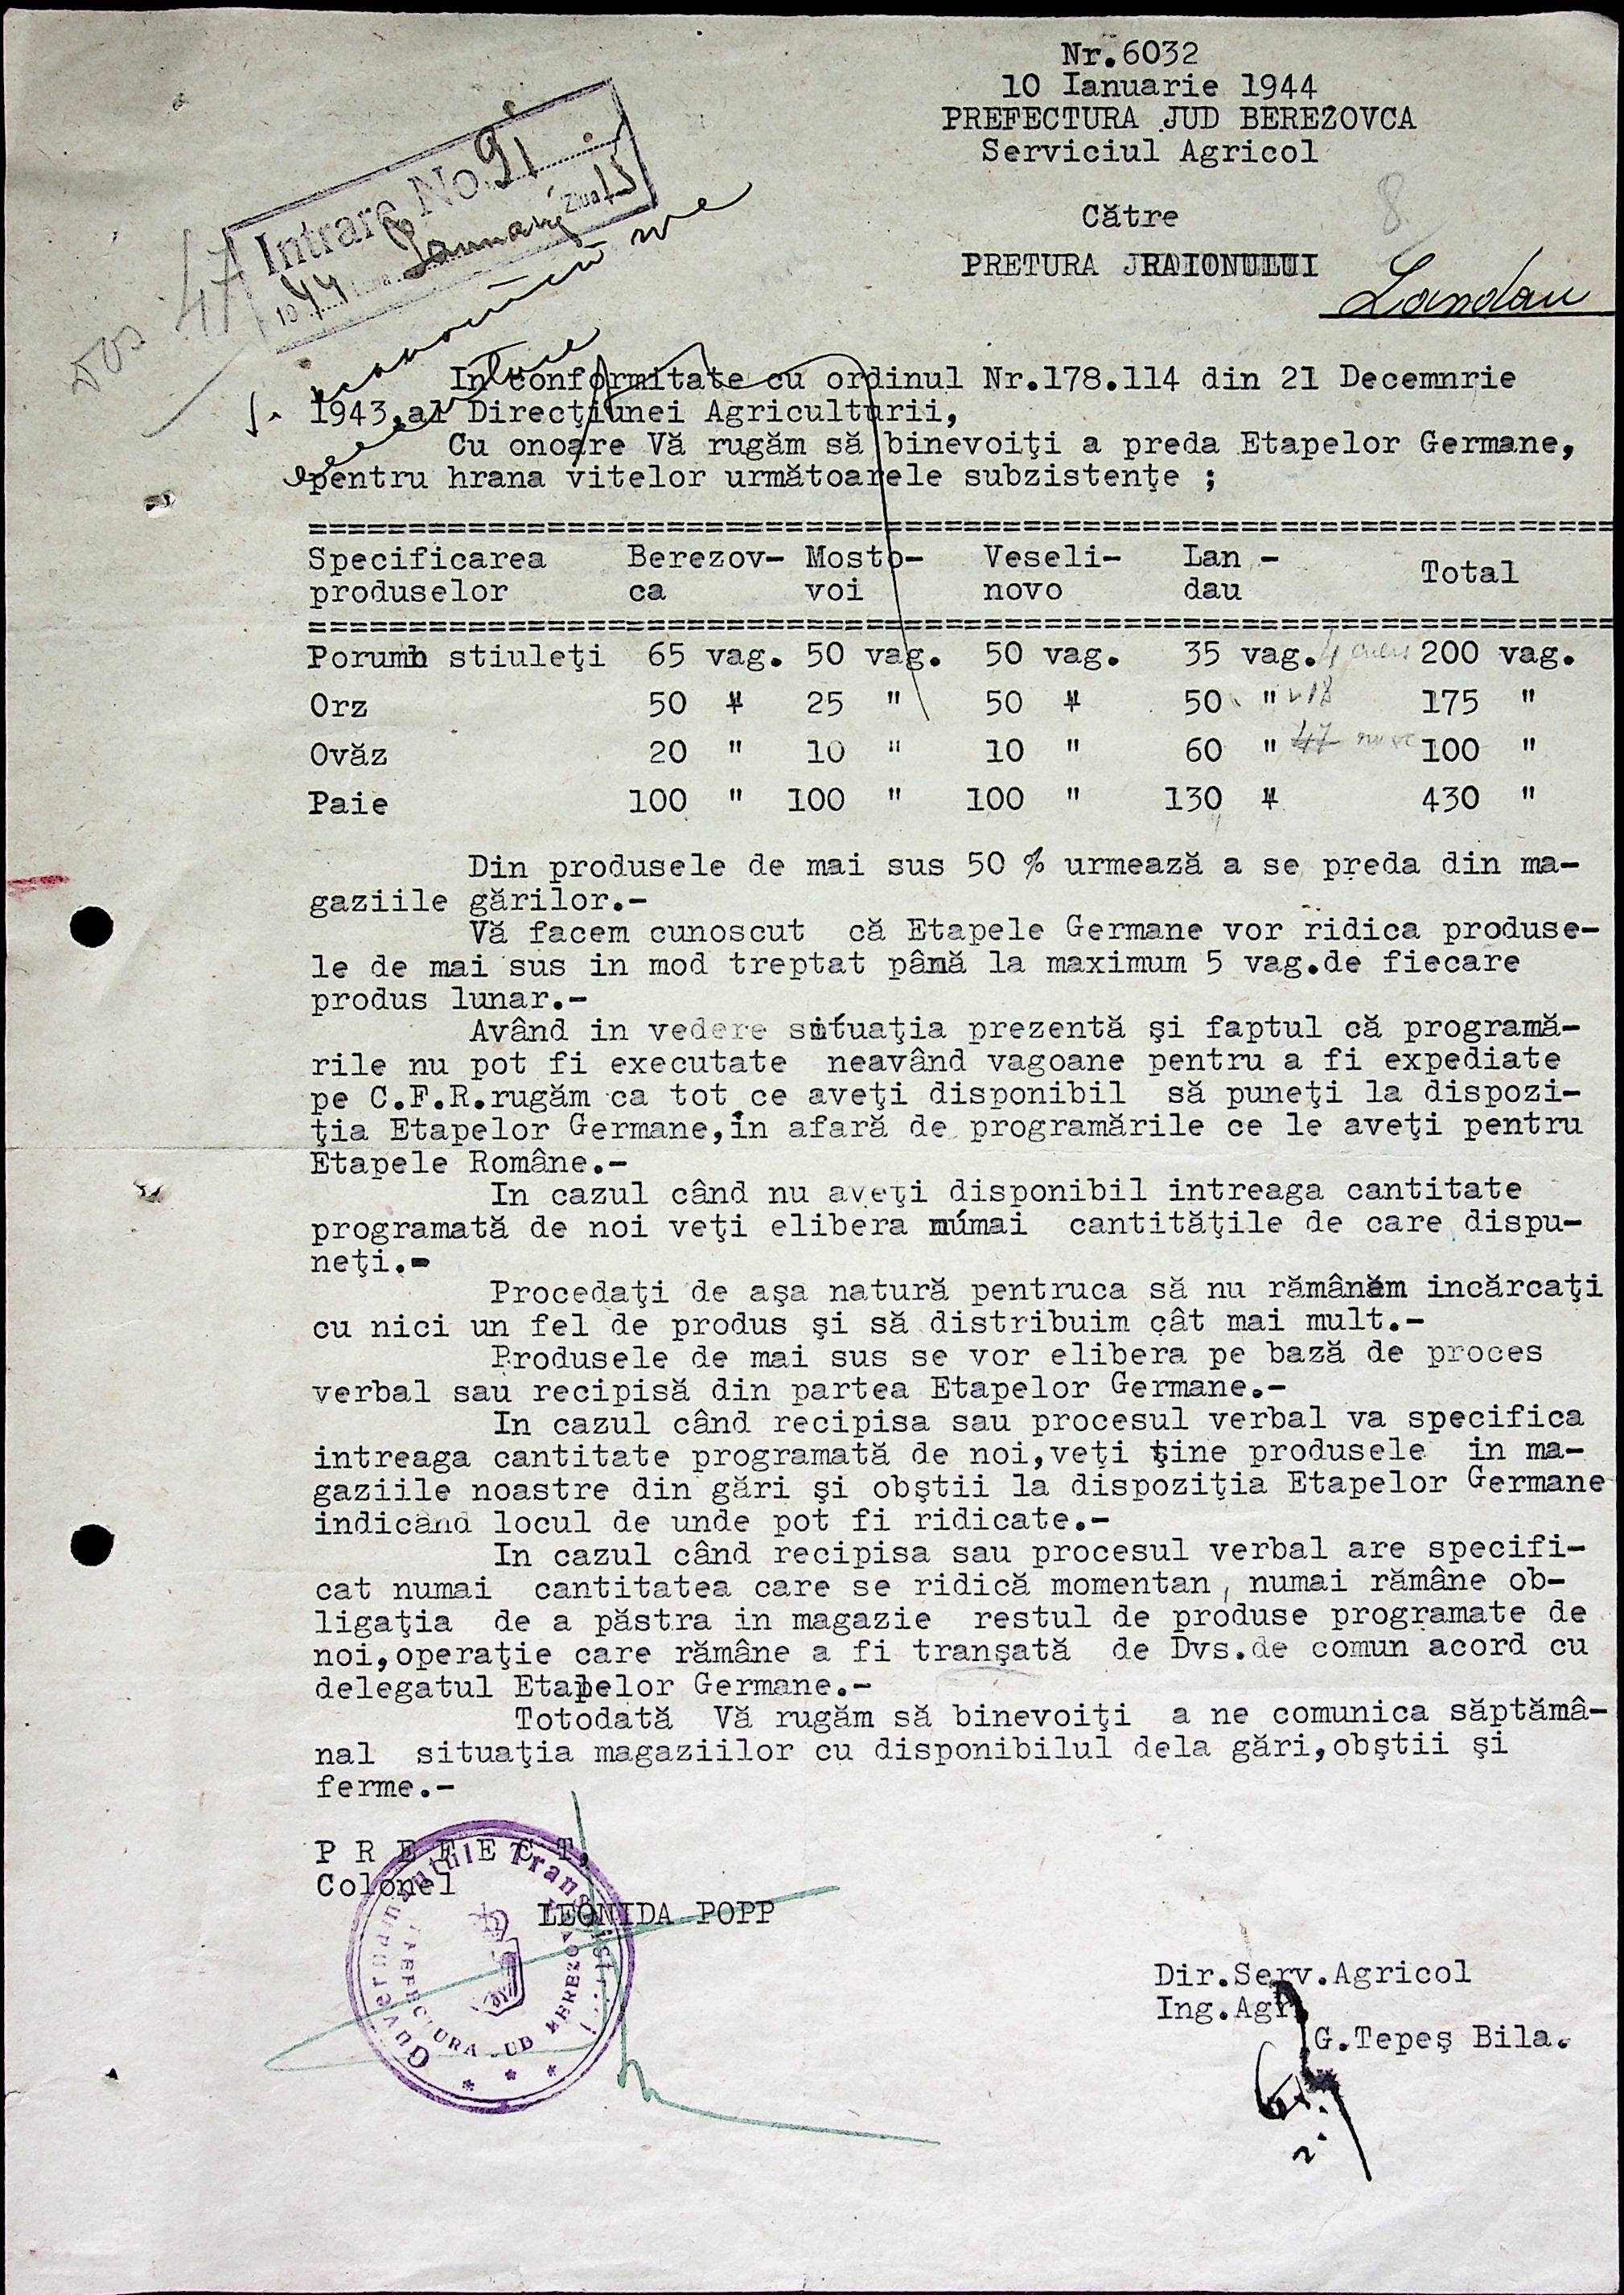 Nr.6032
10 Ianuarie 1944
PREFECTURA JUD BEREZOVCA
Serviciul Agricol
8
Către
PRETURA RAIONULUI
Landau
Intrare No. 91
1944 Luna Ianuarie Ziua 15
Dos. 47
In conformitate cu ordinul Nr.178.114 din 21 Decemnrie
1943,al Direcţiunei Agriculturii,
Cu onoare Vă rugăm să binevoiţi a preda Etapelor Germane,
pentru hrana vitelor următoarele subzistenţe ;
Specificarea Berezov- Mosto- Veseli- Lan - Total
produselor ca voi novo dau
Porumb stiuleţi 65 vag. 50 vag. 50 vag. 35 vag. 200 vag.
Orz 50 " 25 " 50 " 50 " 18 175 "
Ovăz 20 " 10 " 10 " 60 " 47 100 "
Paie 100 " 100 " 100 " 130 " 430 "
Din produsele de mai sus 50 % urmează a se preda din ma-
gaziile gărilor.-
Vă facem cunoscut că Etapele Germane vor ridica produse-
le de mai sus in mod treptat până la maximum 5 vag.de fiecare
produs lunar.-
Având in vedere situaţia prezentă şi faptul că programă-
rile nu pot fi executate neavând vagoane pentru a fi expediate
pe C.F.R.rugăm ca tot ce aveţi disponibil să puneţi la dispozi-
ţia Etapelor Germane,in afară de programările ce le aveţi pentru
Etapele Române.-
In cazul când nu aveţi disponibil intreaga cantitate
programată de noi veţi elibera numai cantităţile de care dispu-
neţi.-
Procedaţi de aşa natură pentruca să nu rămânăm incărcaţi
cu nici un fel de produs şi să distribuim cât mai mult.-
Produsele de mai sus se vor elibera pe bază de proces
verbal sau recipisă din partea Etapelor Germane.-
In cazul când recipisa sau procesul verbal va specifica
intreaga cantitate programată de noi,veţi ţine produsele in ma-
gaziile noastre din gări şi obştii la dispoziţia Etapelor Germane
indicând locul de unde pot fi ridicate.-
In cazul când recipisa sau procesul verbal are specifi-
cat numai cantitatea care se ridică momentan, numai rămâne ob-
ligaţia de a păstra in magazie restul de produse programate de
noi,operaţie care rămâne a fi tranşată de Dvs.de comun acord cu
delegatul Etapelor Germane.-
Totodată Vă rugăm să binevoiţi a ne comunica săptămâ-
nal situaţia magaziilor cu disponibilul dela gări,obştii şi
ferme.-
P R E F E C T,
Colonel
LEONIDA POPP
Guvernământul Transnistriei
PREFECTURA JUD BEREZOVCA
Dir.Serv.Agricol
Ing.Agr.
G.Tepeş Bila.